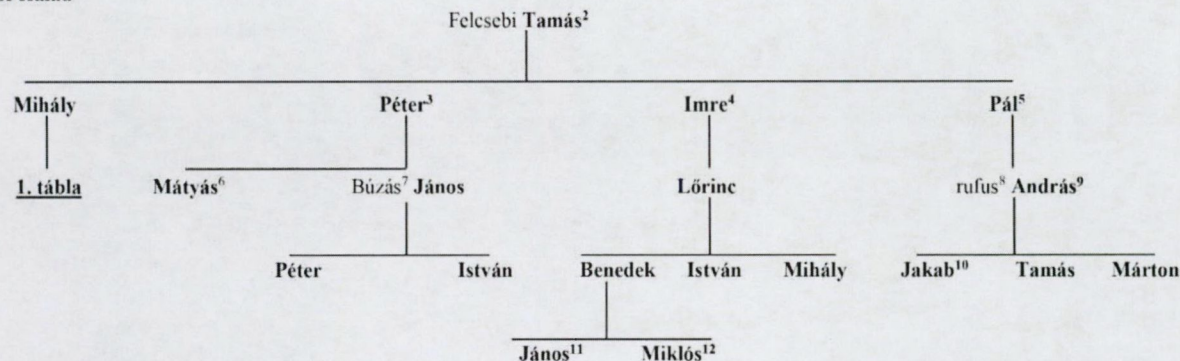 Felcsebi Tamás²
Mihály Péter³ Imre⁴ Pál⁵
1. tábla Mátyás⁶ Búzás⁷ János Lőrinc rufus⁸ András⁹
Péter István Benedek István Mihály Jakab¹⁰ Tamás Márton
János¹¹ Miklós¹²